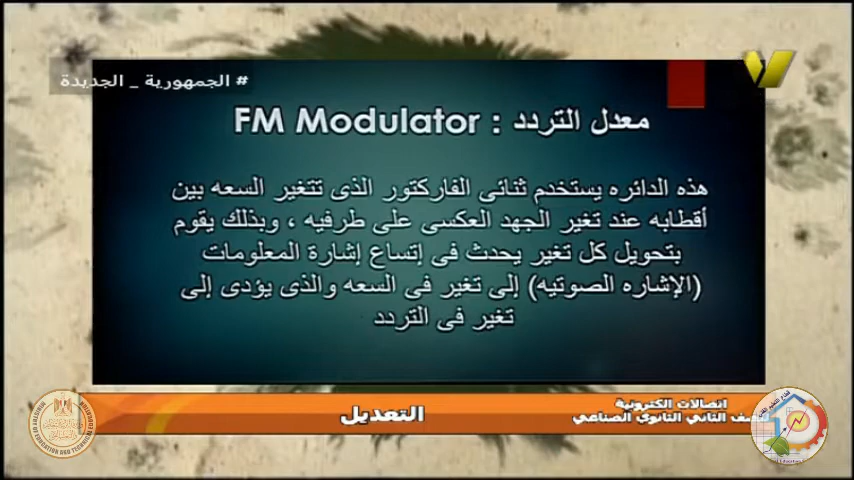 # الجمهورية _ الجديدة
معدل التردد : FM Modulator
هذه الدائره يستخدم ثنائى الفاركتور الذى تتغير السعه بين
أقطابه عند تغير الجهد العكسى على طرفيه ، وبذلك يقوم
بتحويل كل تغير يحدث فى إتساع إشارة المعلومات
(الإشاره الصوتيه) إلى تغير فى السعه والذى يؤدى إلى
تغير فى التردد
اتصالات الكترونية
الثاني الثانوي الصناعي
التعديل